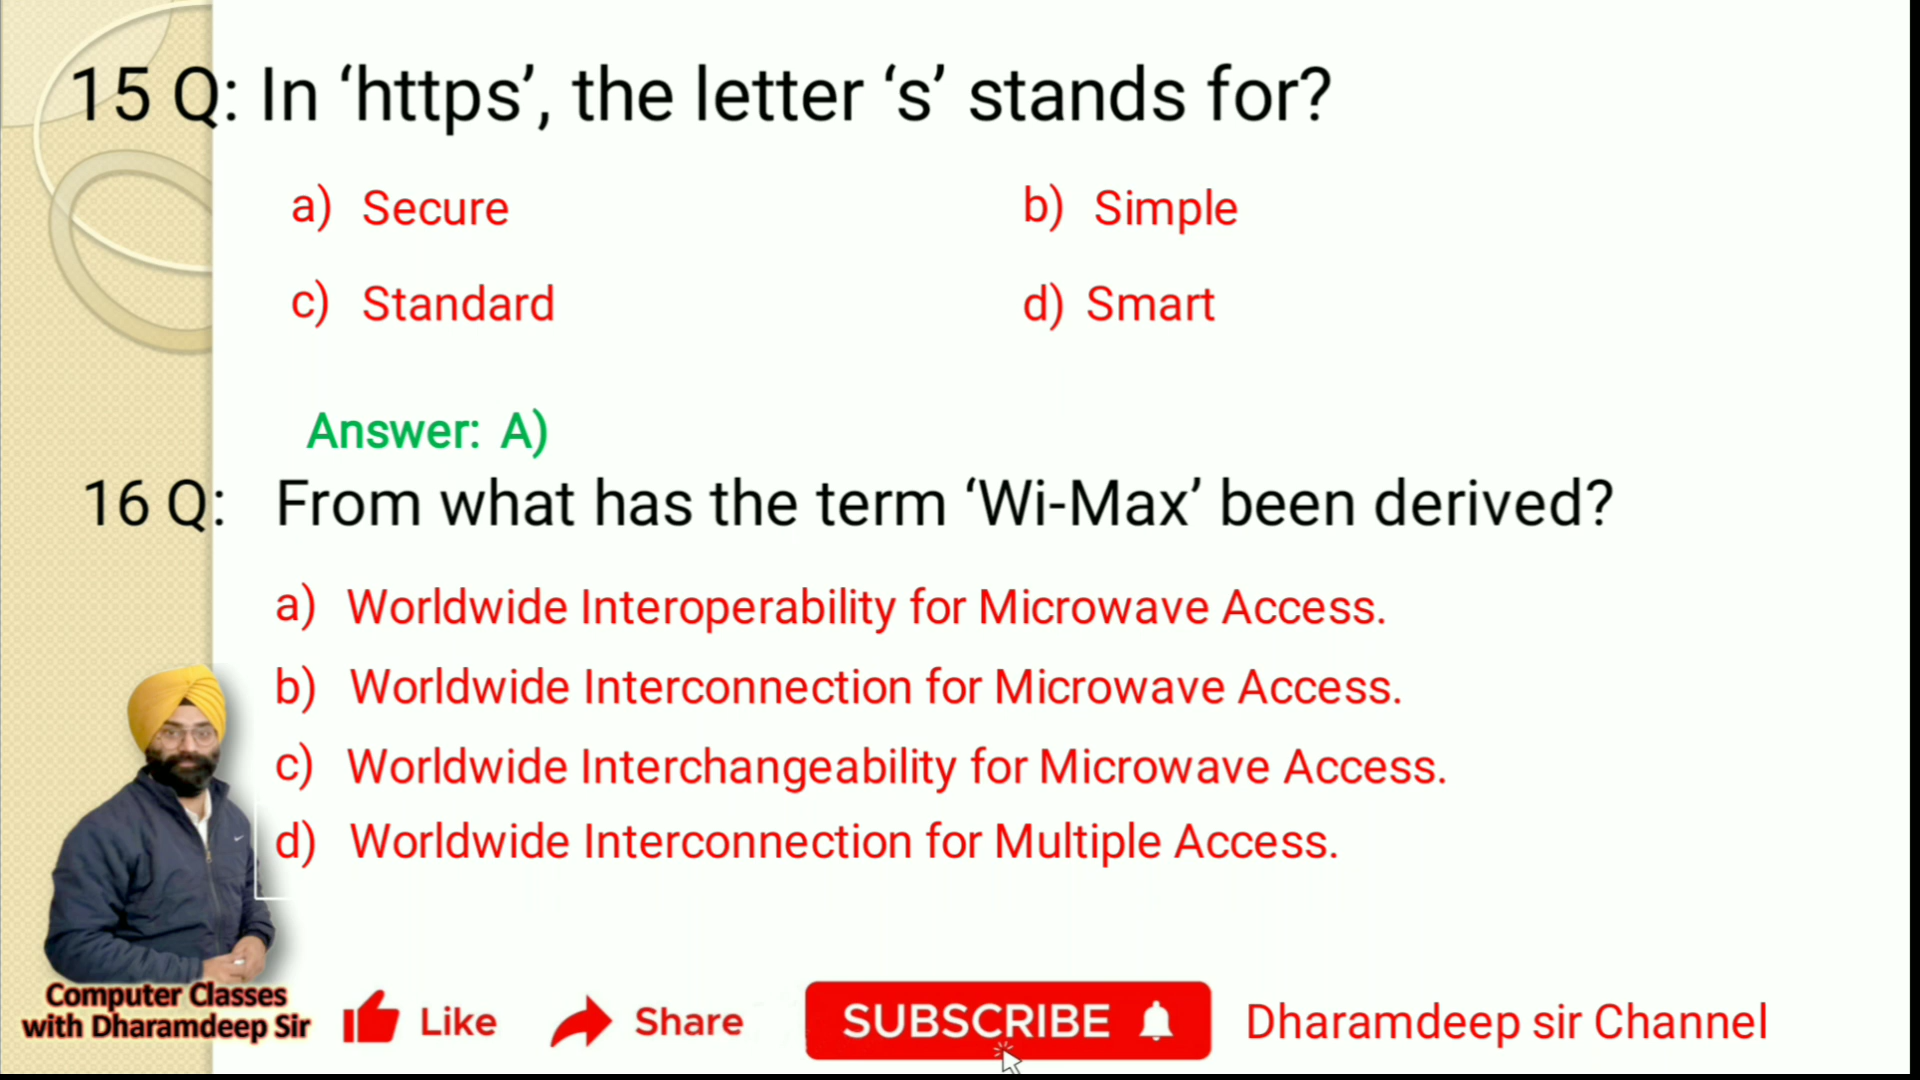 15 Q: In ‘https’, the letter ‘s’ stands for?
a) Secure b) Simple
c) Standard d) Smart
Answer: A)
16 Q: From what has the term ‘Wi-Max’ been derived?
a) Worldwide Interoperability for Microwave Access.
b) Worldwide Interconnection for Microwave Access.
c) Worldwide Interchangeability for Microwave Access.
d) Worldwide Interconnection for Multiple Access.
Computer Classes
with Dharamdeep Sir
Like Share SUBSCRIBE Dharamdeep sir Channel